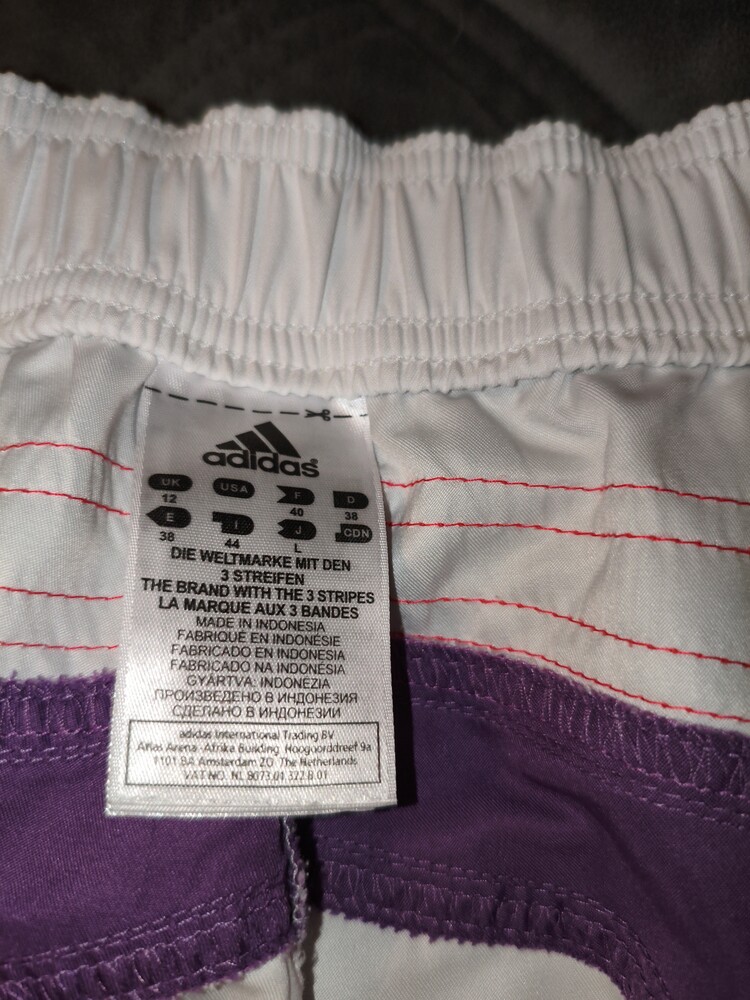 adidas
UK USA F D
12 40 38
E I J CDN
38 44 L
DIE WELTMARKE MIT DEN
3 STREIFEN
THE BRAND WITH THE 3 STRIPES
LA MARQUE AUX 3 BANDES
MADE IN INDONESIA
FABRIQUÉ EN INDONÉSIE
FABRICADO EN INDONESIA
FABRICADO NA INDONÉSIA
GYÁRTVA: INDONÉZIA
ПРОИЗВЕДЕНО В ИНДОНЕЗИЯ
СДЕЛАНО В ИНДОНЕЗИИ
adidas International Trading BV
Atlas Arena -Afrika Building Hoogoorddreef 9a
1101 BA Amsterdam ZO The Netherlands
VAT NO. NL 8073.01.322.B.01